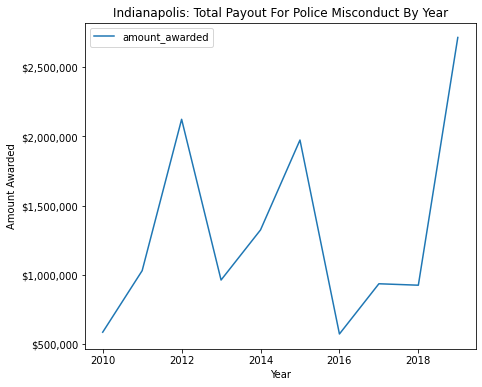 Indianapolis: Total Payout For Police Misconduct By Year
amount_awarded
$2,500,000
$2,000,000
$1,500,000
$1,000,000
$500,000
Amount Awarded
2010 2012 2014 2016 2018
Year